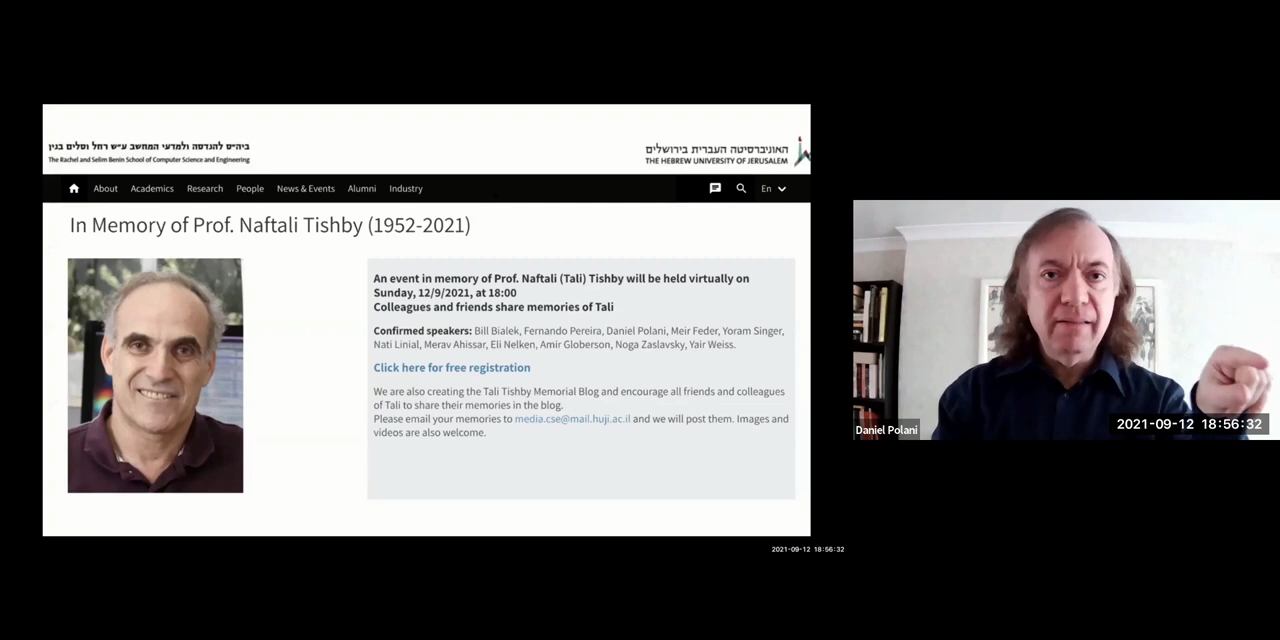 ביה״ס להנדסה ולמדעי המחשב ע״ש רחל וסלים בנין
The Rachel and Selim Benin School of Computer Science and Engineering
האוניברסיטה העברית בירושלים
THE HEBREW UNIVERSITY OF JERUSALEM
About Academics Research People News & Events Alumni Industry En
In Memory of Prof. Naftali Tishby (1952-2021)
An event in memory of Prof. Naftali (Tali) Tishby will be held virtually on
Sunday, 12/9/2021, at 18:00
Colleagues and friends share memories of Tali
Confirmed speakers: Bill Bialek, Fernando Pereira, Daniel Polani, Meir Feder, Yoram Singer,
Nati Linial, Merav Ahissar, Eli Nelken, Amir Globerson, Noga Zaslavsky, Yair Weiss.
Click here for free registration
We are also creating the Tali Tishby Memorial Blog and encourage all friends and colleagues
of Tali to share their memories in the blog.
Please email your memories to media.cse@mail.huji.ac.il and we will post them. Images and
videos are also welcome.
2021-09-12 18:56:32
Daniel Polani
2021-09-12 18:56:32